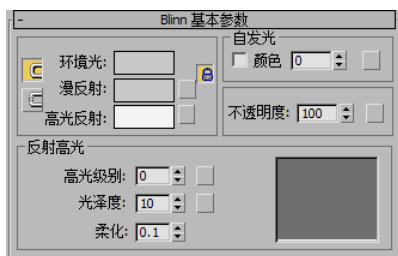 - Blinn 基本参数
自发光
环境光:
颜色 0
漫反射:
高光反射:
不透明度: 100
反射高光
高光级别: 0
光泽度: 10
柔化: 0.1